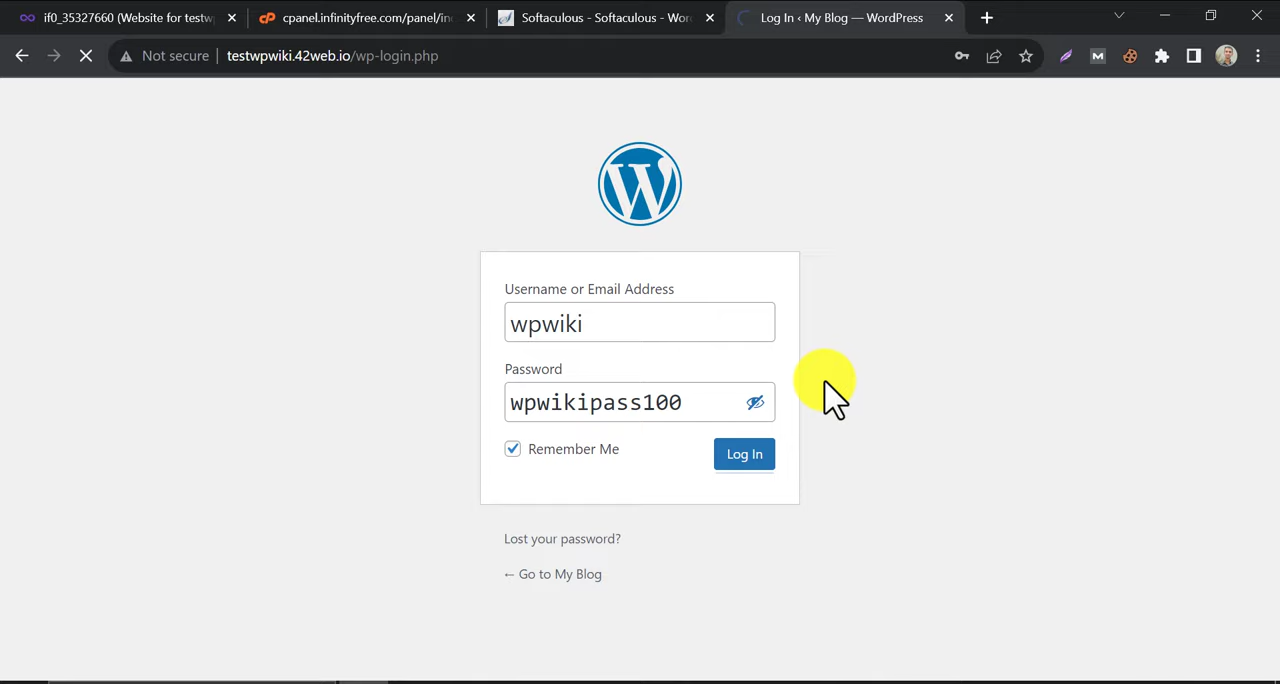 if0_35327660 (Website for testw
cpanel.infinityfree.com/panel/in
Softaculous - Softaculous - Wor
Log In ‹ My Blog — WordPress
Not secure
testwpwiki.42web.io/wp-login.php
M
W
Username or Email Address
wpwiki
Password
wpwikipass100
Remember Me
Log In
Lost your password?
← Go to My Blog